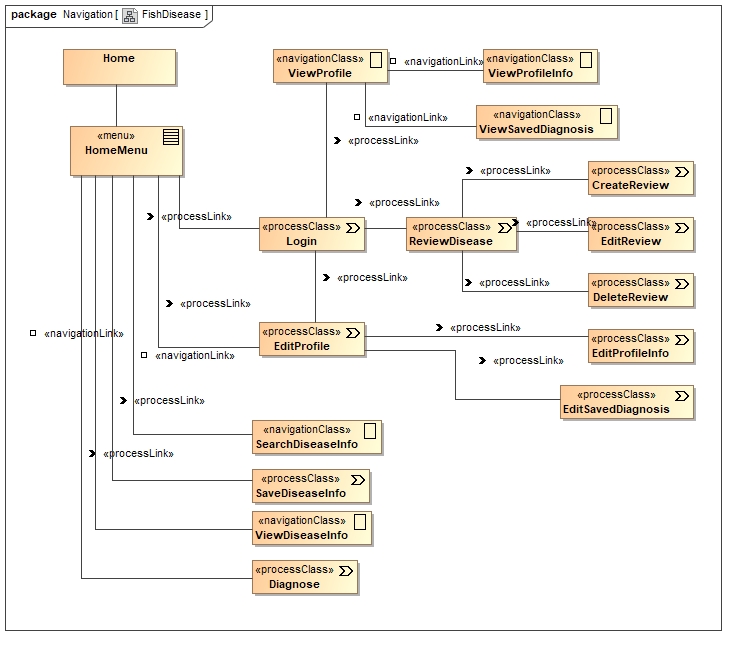 package Navigation [ FishDisease ]
Home
«menu»
HomeMenu
«navigationClass»
ViewProfile
«navigationLink»
«navigationClass»
ViewProfileInfo
«navigationLink»
«navigationClass»
ViewSavedDiagnosis
«processLink»
«processLink»
«processClass»
CreateReview
«processLink»
«processLink»
«processClass»
Login
«processClass»
ReviewDisease
«processLink»
«processClass»
EditReview
«processLink»
«processLink»
«processClass»
DeleteReview
«processLink»
«navigationLink»
«navigationLink»
«processClass»
EditProfile
«processLink»
«processClass»
EditProfileInfo
«processLink»
«processClass»
EditSavedDiagnosis
«processLink»
«navigationClass»
SearchDiseaseInfo
«processLink»
«processClass»
SaveDiseaseInfo
«navigationClass»
ViewDiseaseInfo
«processClass»
Diagnose